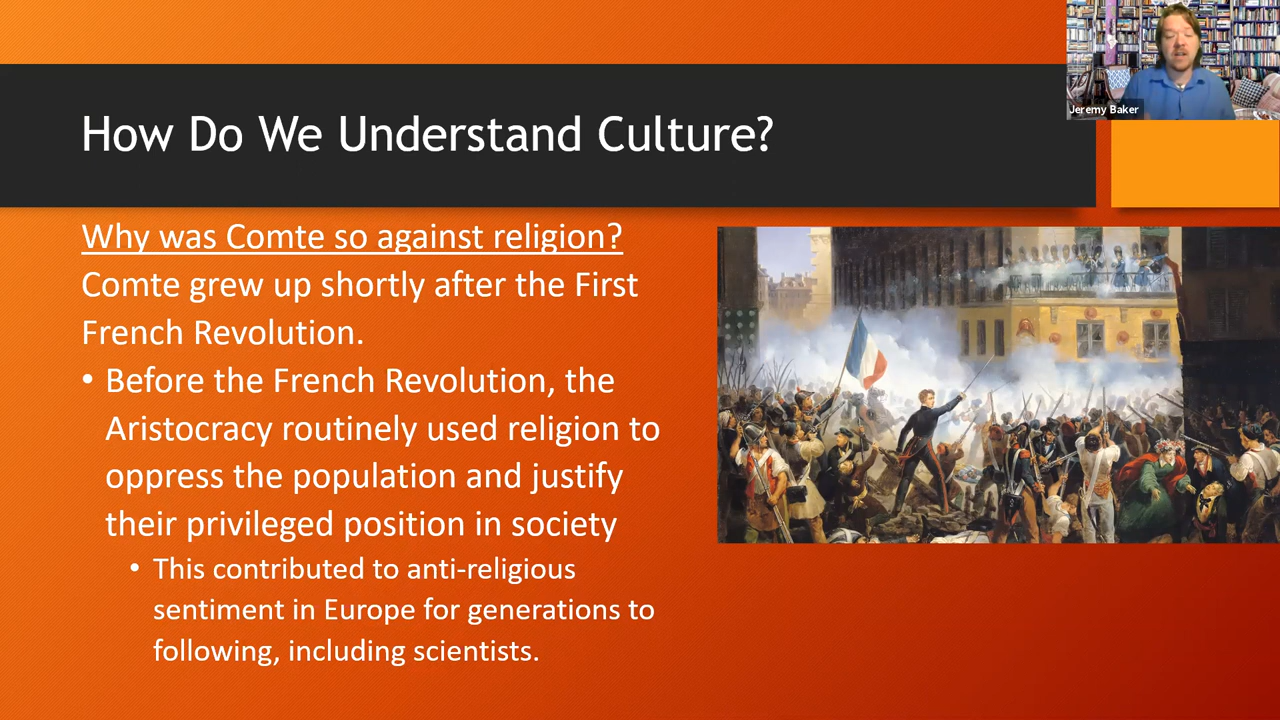 How Do We Understand Culture?
Jeremy Baker
Why was Comte so against religion?
Comte grew up shortly after the First
French Revolution.
• Before the French Revolution, the
Aristocracy routinely used religion to
oppress the population and justify
their privileged position in society
• This contributed to anti-religious
sentiment in Europe for generations to
following, including scientists.